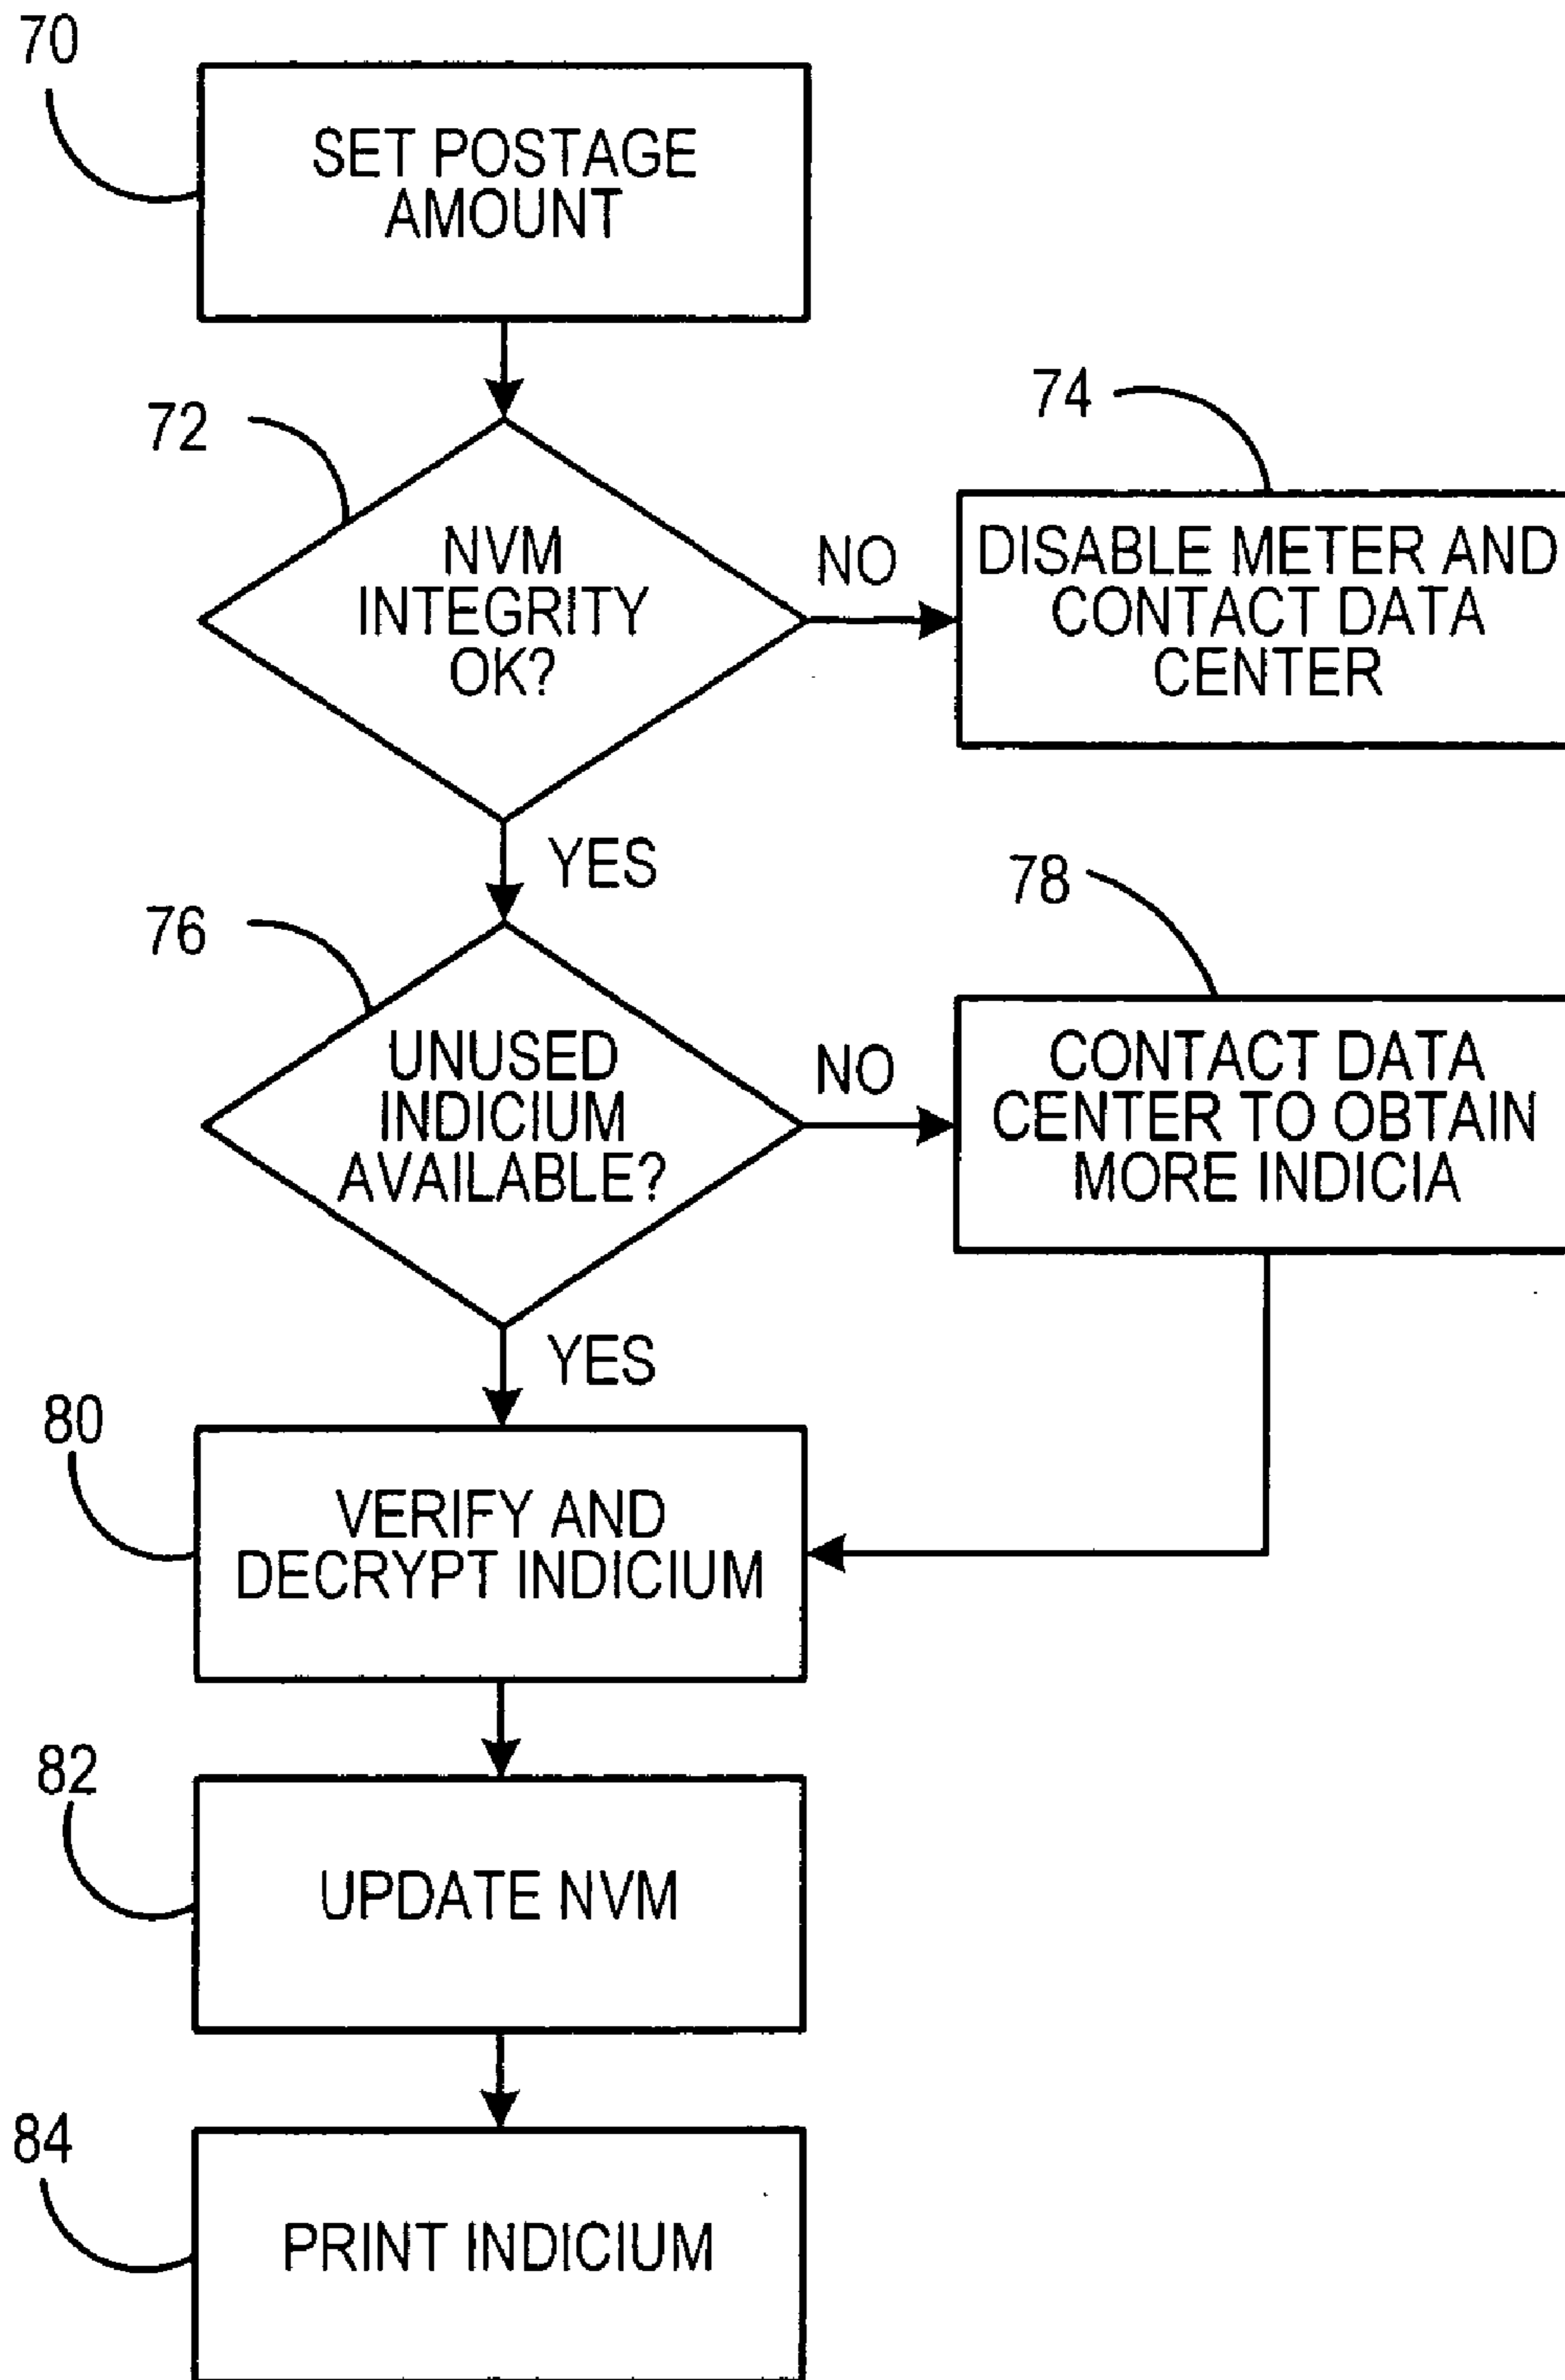 70
SET POSTAGE
AMOUNT
72
NVM
INTEGRITY
OK?
NO
74
DISABLE METER AND
CONTACT DATA
CENTER
YES
76
UNUSED
INDICIUM
AVAILABLE?
NO
78
CONTACT DATA
CENTER TO OBTAIN
MORE INDICIA
YES
80
VERIFY AND
DECRYPT INDICIUM
82
UPDATE NVM
84
PRINT INDICIUM